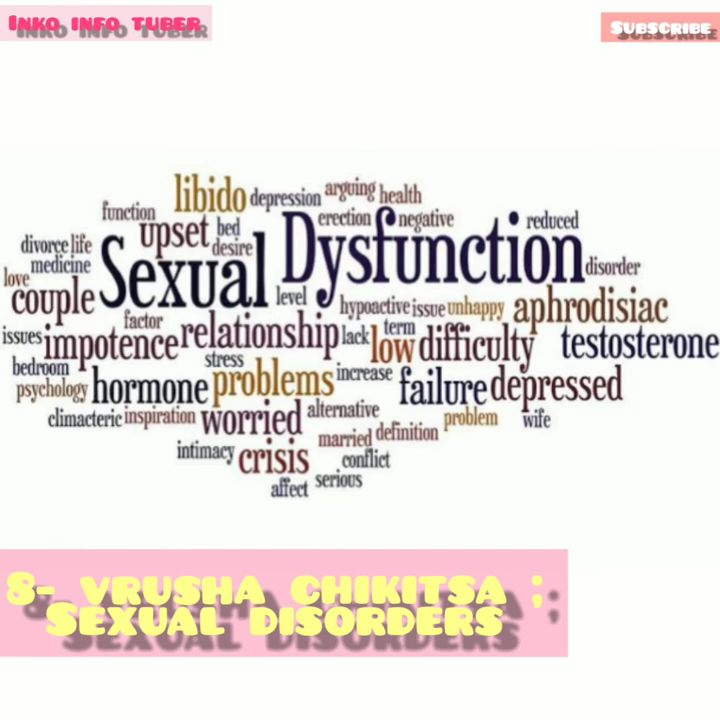 Inko info tuber
Subscribe
libido depression arguing health
function upset bed desire erection negative reduced
divorce life Sexual Dysfunction disorder
medicine
love couple level hypoactive issue unhappy aphrodisiac
factor
issues impotence relationship lack term low difficulty testosterone
bedroom stress
psychology hormone problems increase failure depressed
climacteric inspiration worried alternative problem wife
married definition
intimacy crisis conflict
affect serious
8- vrusha chikitsa ;
Sexual disorders